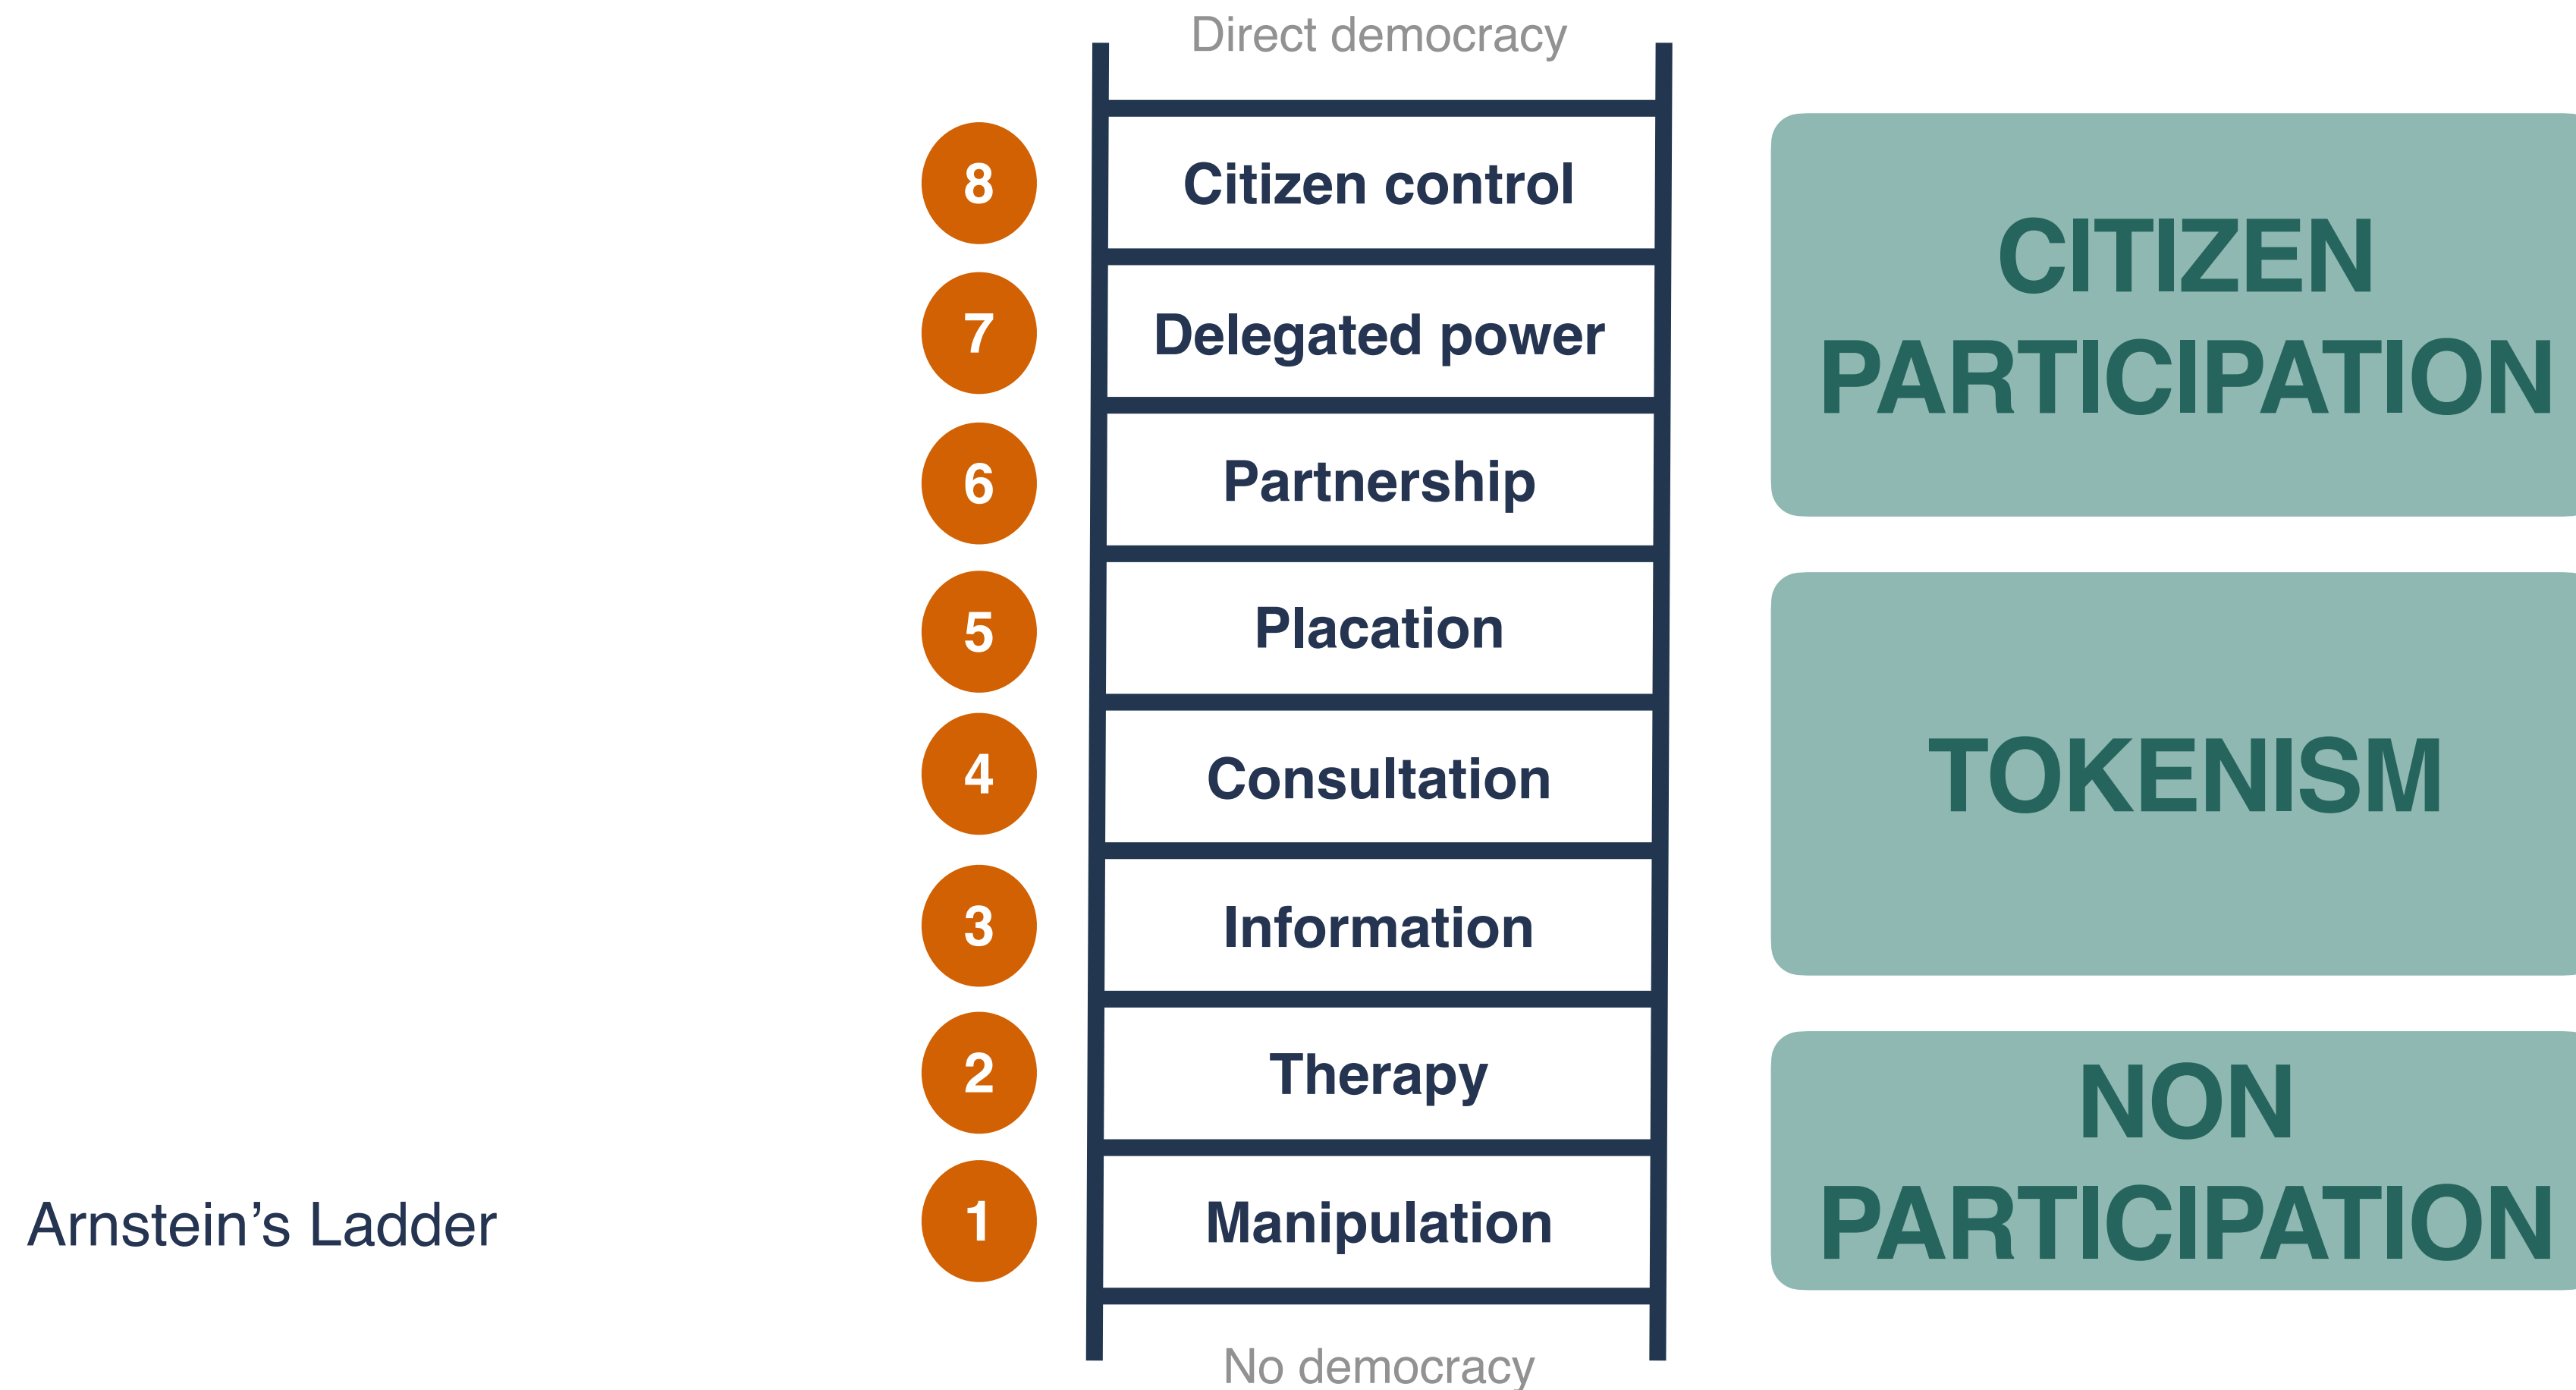 Direct democracy
8
Citizen control
7
Delegated power
6
Partnership
5
Placation
4
Consultation
3
Information
2
Therapy
1
Manipulation
No democracy
CITIZEN
PARTICIPATION
TOKENISM
NON
PARTICIPATION
Arnstein’s Ladder